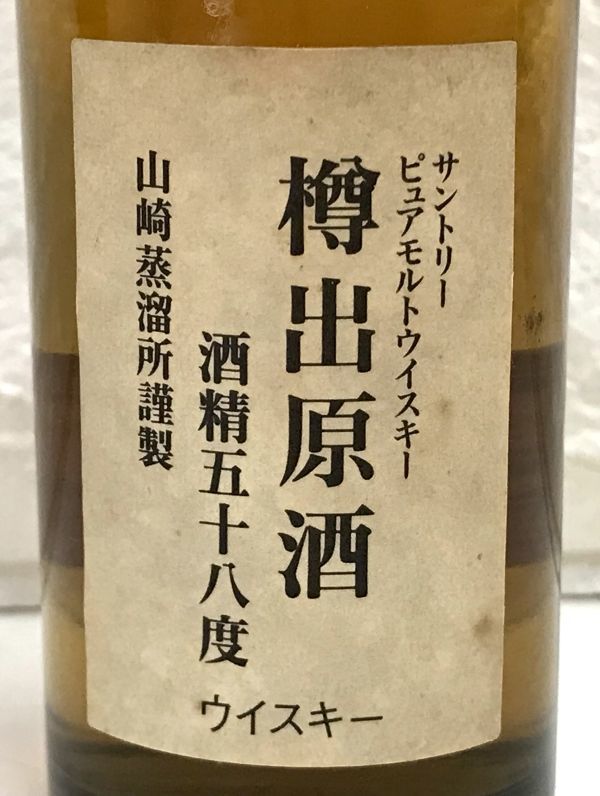 サントリー
ピュアモルトウイスキー
樽出原酒
酒精五十八度
山崎蒸溜所謹製
ウイスキー